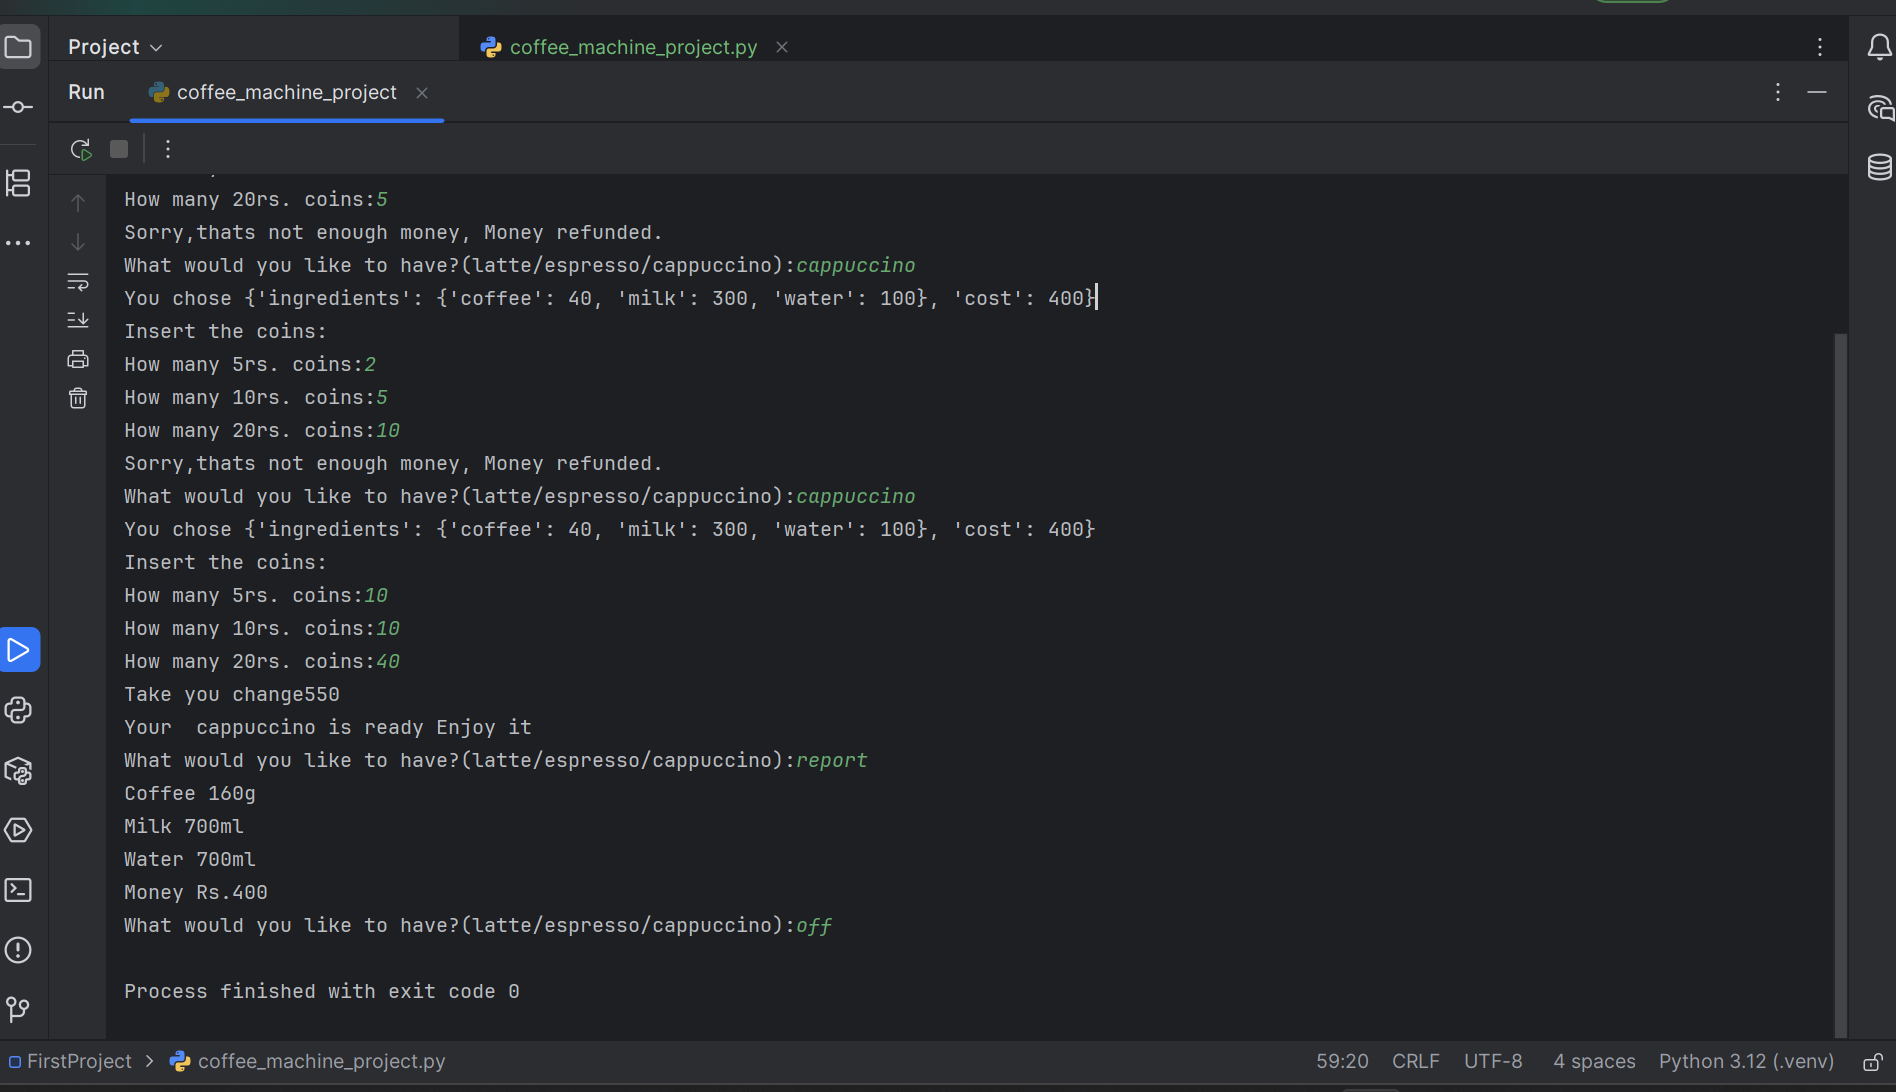 Project
coffee_machine_project.py
Run
coffee_machine_project
How many 20rs. coins:5
Sorry,thats not enough money, Money refunded.
What would you like to have?(latte/espresso/cappuccino):cappuccino
You chose {'ingredients': {'coffee': 40, 'milk': 300, 'water': 100}, 'cost': 400}
Insert the coins:
How many 5rs. coins:2
How many 10rs. coins:5
How many 20rs. coins:10
Sorry,thats not enough money, Money refunded.
What would you like to have?(latte/espresso/cappuccino):cappuccino
You chose {'ingredients': {'coffee': 40, 'milk': 300, 'water': 100}, 'cost': 400}
Insert the coins:
How many 5rs. coins:10
How many 10rs. coins:10
How many 20rs. coins:40
Take you change550
Your  cappuccino is ready Enjoy it
What would you like to have?(latte/espresso/cappuccino):report
Coffee 160g
Milk 700ml
Water 700ml
Money Rs.400
What would you like to have?(latte/espresso/cappuccino):off
Process finished with exit code 0
FirstProject > coffee_machine_project.py
59:20 CRLF UTF-8 4 spaces Python 3.12 (.venv)